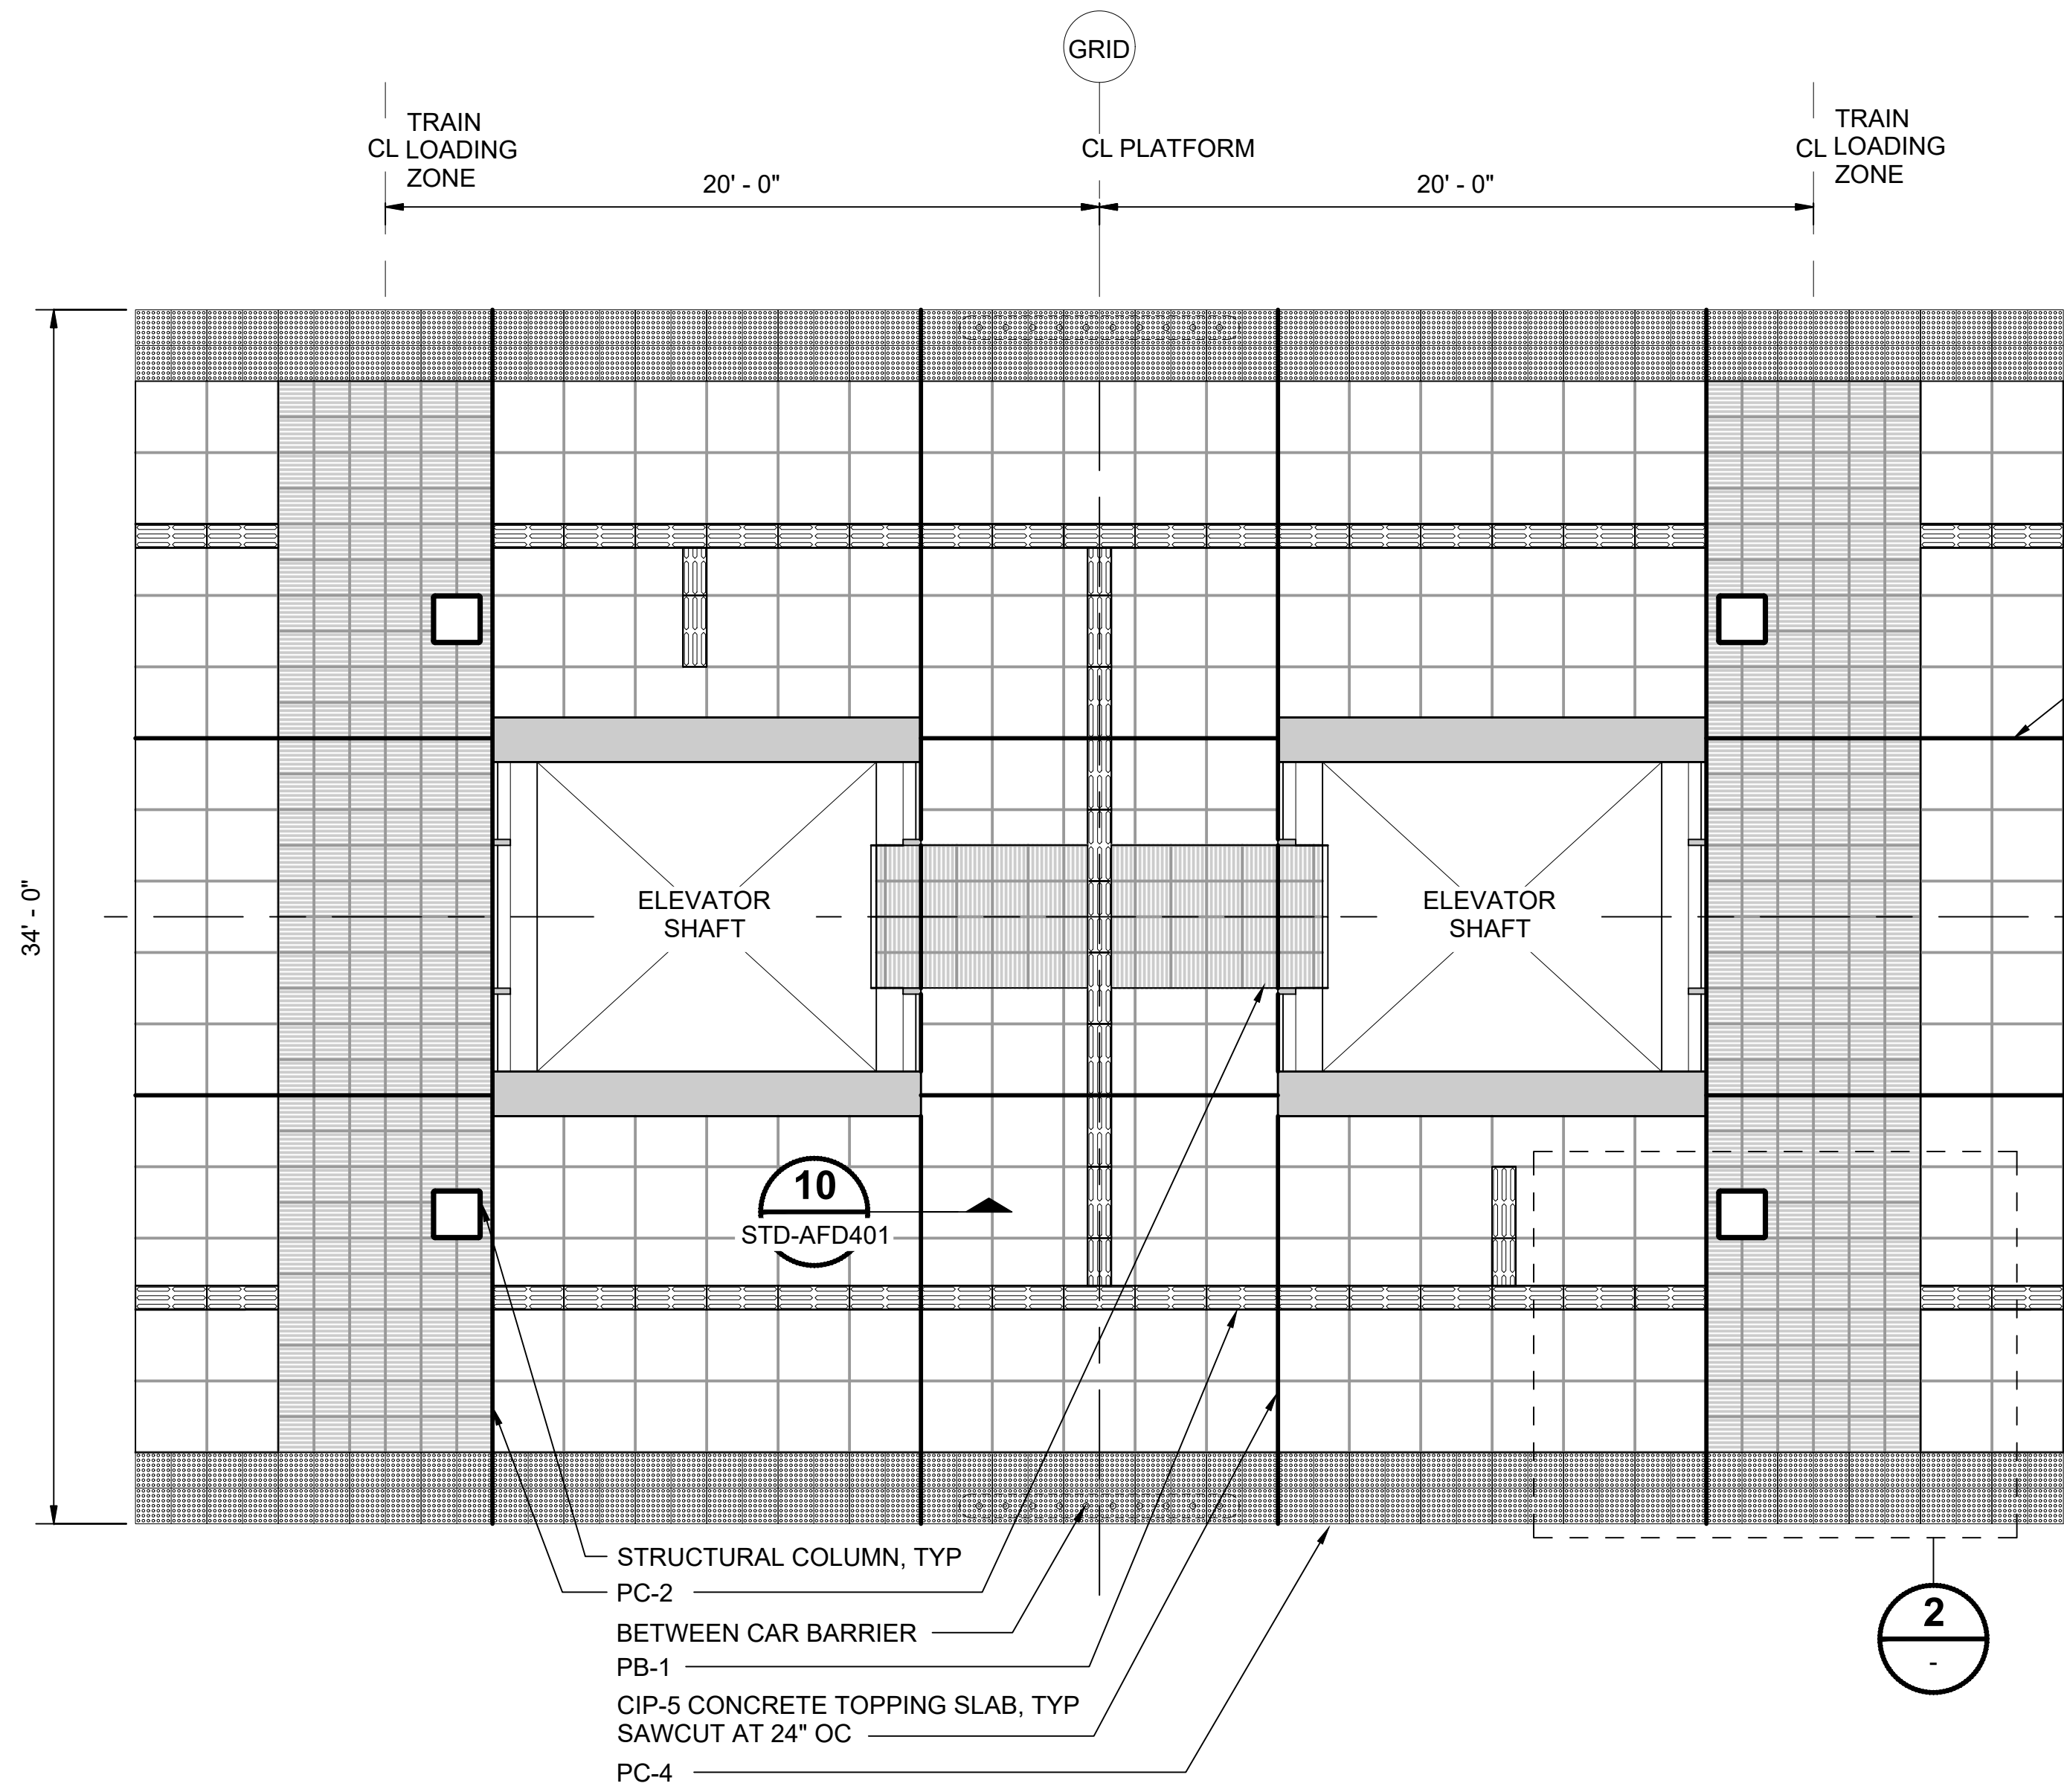 GRID
TRAIN
CL LOADING
ZONE
CL PLATFORM
TRAIN
CL LOADING
ZONE
20' - 0"
20' - 0"
34' - 0"
ELEVATOR
SHAFT
ELEVATOR
SHAFT
10
STD-AFD401
STRUCTURAL COLUMN, TYP
PC-2
BETWEEN CAR BARRIER
PB-1
CIP-5 CONCRETE TOPPING SLAB, TYP
SAWCUT AT 24" OC
PC-4
2
-